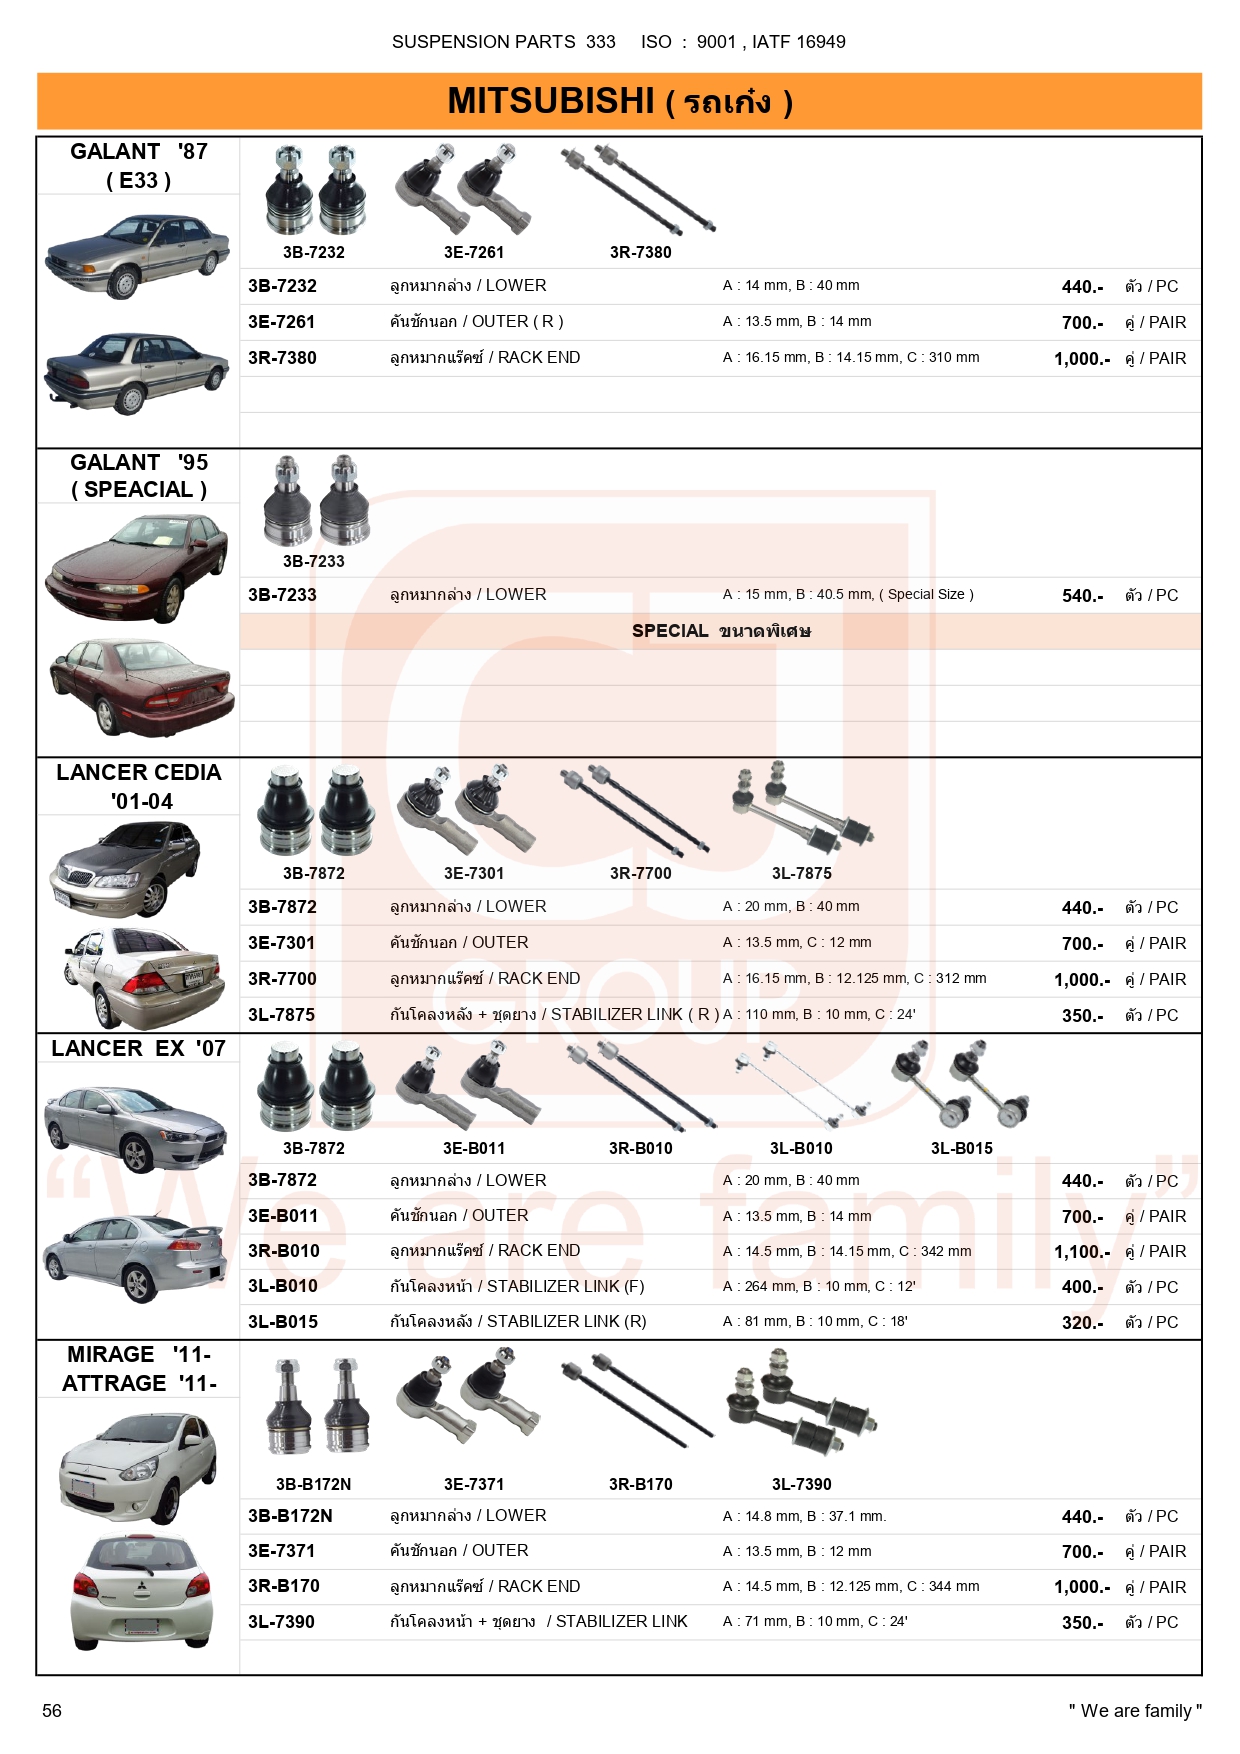 SUSPENSION PARTS 333 ISO : 9001 , IATF 16949
MITSUBISHI ( รถเก๋ง )
GALANT '87
( E33 )
3B-7232 3E-7261 3R-7380
3B-7232 ลูกหมากล่าง / LOWER A : 14 mm, B : 40 mm 440.- ตัว / PC
3E-7261 คันชักนอก / OUTER ( R ) A : 13.5 mm, B : 14 mm 700.- คู่ / PAIR
3R-7380 ลูกหมากแร๊คซ์ / RACK END A : 16.15 mm, B : 14.15 mm, C : 310 mm 1,000.- คู่ / PAIR
GALANT '95
( SPEACIAL )
3B-7233
3B-7233 ลูกหมากล่าง / LOWER A : 15 mm, B : 40.5 mm, ( Special Size ) 540.- ตัว / PC
SPECIAL ขนาดพิเศษ
LANCER CEDIA
'01-04
3B-7872 3E-7301 3R-7700 3L-7875
3B-7872 ลูกหมากล่าง / LOWER A : 20 mm, B : 40 mm 440.- ตัว / PC
3E-7301 คันชักนอก / OUTER A : 13.5 mm, C : 12 mm 700.- คู่ / PAIR
3R-7700 ลูกหมากแร๊คซ์ / RACK END A : 16.15 mm, B : 12.125 mm, C : 312 mm 1,000.- คู่ / PAIR
3L-7875 กันโคลงหลัง + ชุดยาง / STABILIZER LINK ( R ) A : 110 mm, B : 10 mm, C : 24' 350.- ตัว / PC
GROUP
LANCER EX '07
3B-7872 3E-B011 3R-B010 3L-B010 3L-B015
3B-7872 ลูกหมากล่าง / LOWER A : 20 mm, B : 40 mm 440.- ตัว / PC
3E-B011 คันชักนอก / OUTER A : 13.5 mm, B : 14 mm 700.- คู่ / PAIR
3R-B010 ลูกหมากแร๊คซ์ / RACK END A : 14.5 mm, B : 14.15 mm, C : 342 mm 1,100.- คู่ / PAIR
3L-B010 กันโคลงหน้า / STABILIZER LINK (F) A : 264 mm, B : 10 mm, C : 12' 400.- ตัว / PC
3L-B015 กันโคลงหลัง / STABILIZER LINK (R) A : 81 mm, B : 10 mm, C : 18' 320.- ตัว / PC
“We are family”
MIRAGE '11-
ATTRAGE '11-
3B-B172N 3E-7371 3R-B170 3L-7390
3B-B172N ลูกหมากล่าง / LOWER A : 14.8 mm, B : 37.1 mm. 440.- ตัว / PC
3E-7371 คันชักนอก / OUTER A : 13.5 mm, B : 12 mm 700.- คู่ / PAIR
3R-B170 ลูกหมากแร๊คซ์ / RACK END A : 14.5 mm, B : 12.125 mm, C : 344 mm 1,000.- คู่ / PAIR
3L-7390 กันโคลงหน้า + ชุดยาง / STABILIZER LINK A : 71 mm, B : 10 mm, C : 24' 350.- ตัว / PC
56 " We are family "